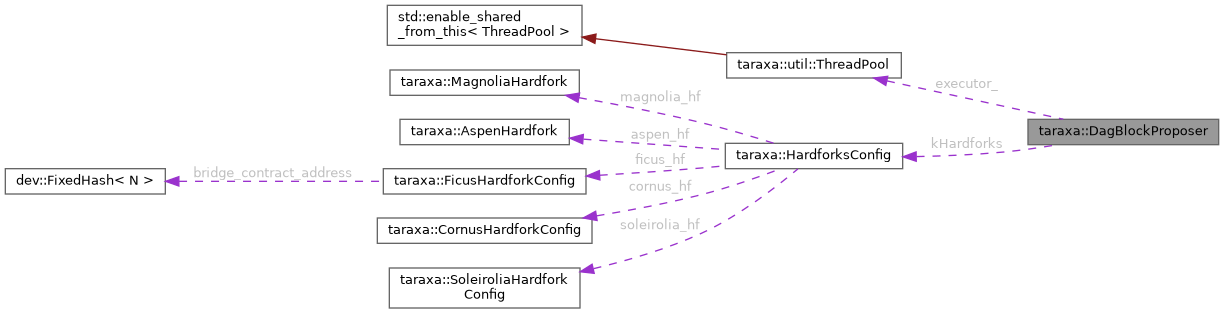 std::enable_shared
_from_this< ThreadPool >
taraxa::util::ThreadPool
executor_
taraxa::MagnoliaHardfork
magnolia_hf
taraxa::AspenHardfork
aspen_hf
taraxa::DagBlockProposer
kHardforks
taraxa::HardforksConfig
ficus_hf
dev::FixedHash< N >
bridge_contract_address
taraxa::FicusHardforkConfig
cornus_hf
taraxa::CornusHardforkConfig
soleirolia_hf
taraxa::SoleiroliaHardfork
Config